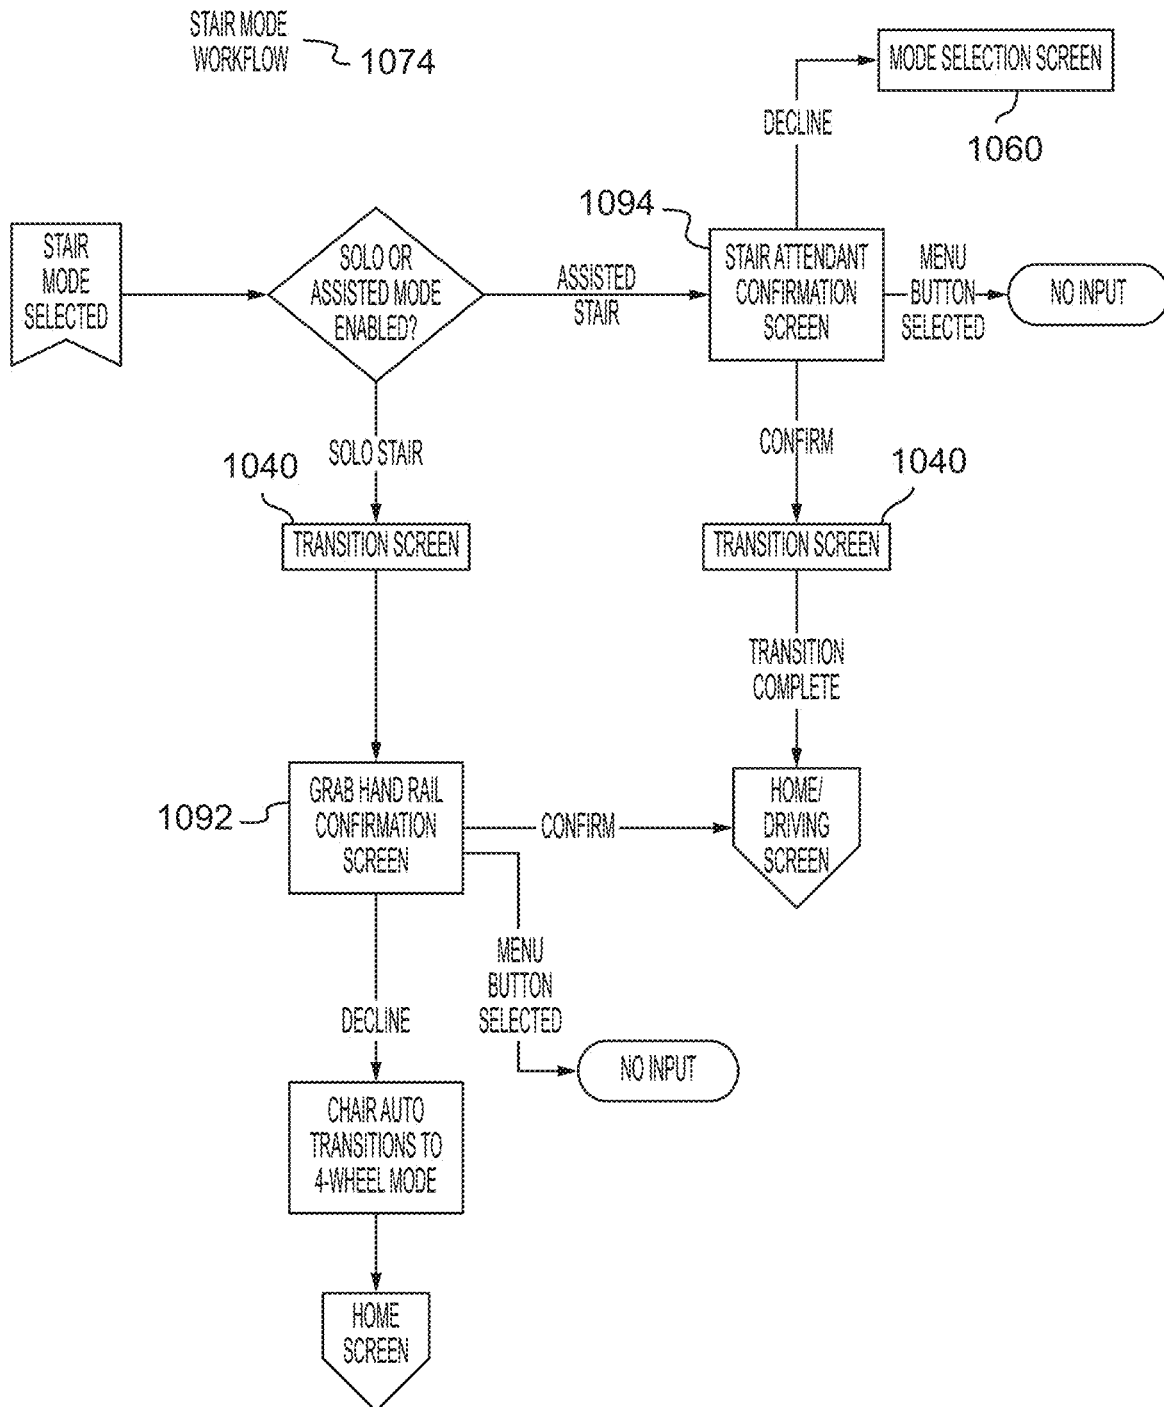 STAIR MODE
WORKFLOW
1074
MODE SELECTION SCREEN
1060
DECLINE
1094
STAIR
MODE
SELECTED
SOLO OR
ASSISTED MODE
ENABLED?
ASSISTED
STAIR
STAIR ATTENDANT
CONFIRMATION
SCREEN
MENU
BUTTON
SELECTED
NO INPUT
SOLO STAIR
CONFIRM
1040
1040
TRANSITION SCREEN
TRANSITION SCREEN
TRANSITION
COMPLETE
1092
GRAB HAND RAIL
CONFIRMATION
SCREEN
CONFIRM
HOME/
DRIVING
SCREEN
MENU
BUTTON
SELECTED
DECLINE
NO INPUT
CHAIR AUTO
TRANSITIONS TO
4-WHEEL MODE
HOME
SCREEN